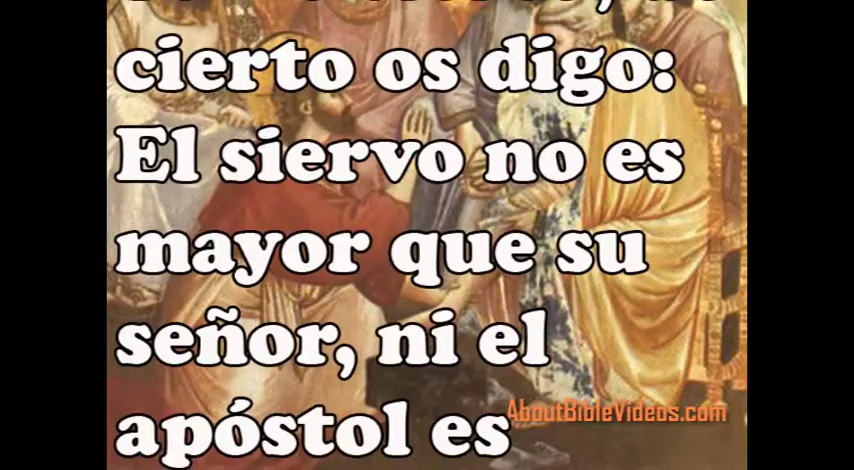 cierto os digo:
El siervo no es
mayor que su
señor, ni el
apóstol es
AboutBibleVideos.com